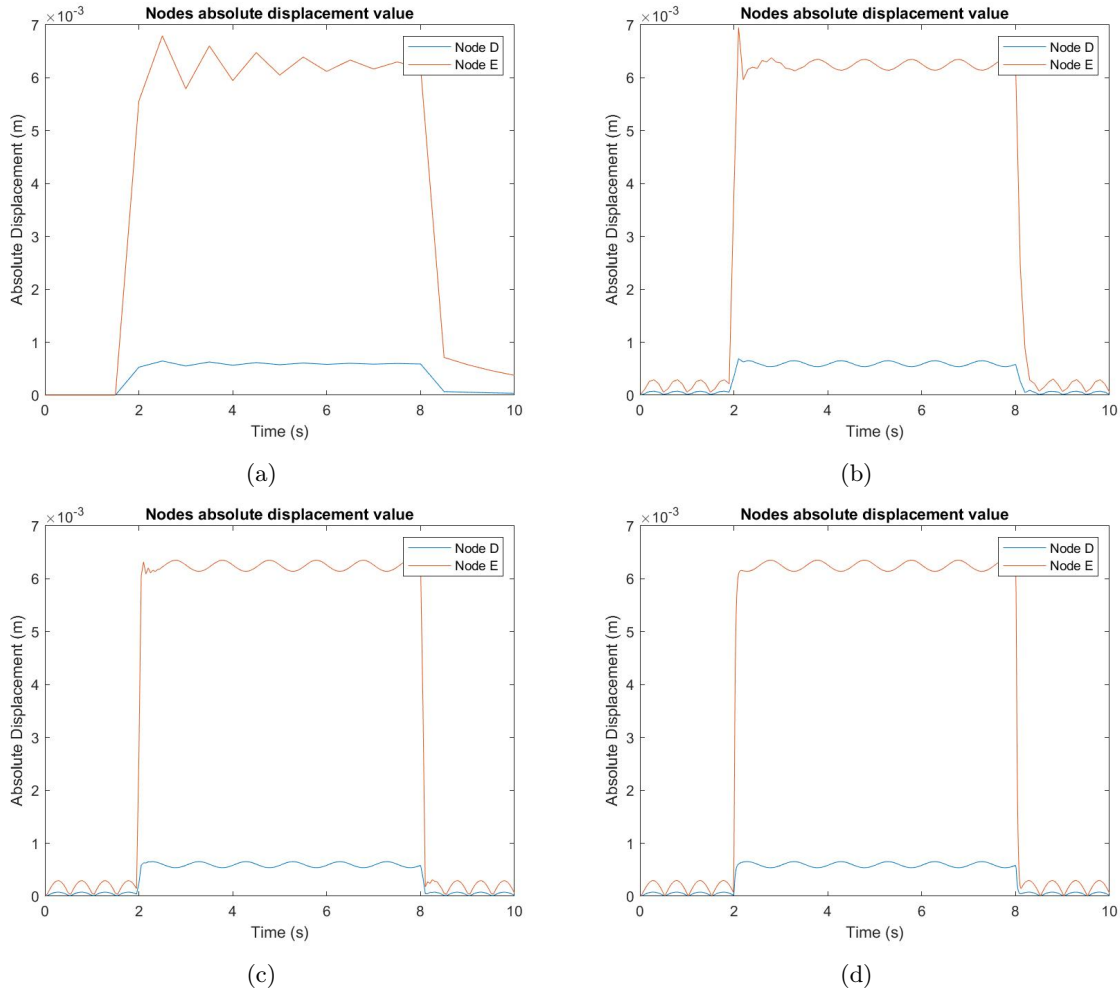 Nodes absolute displacement value
×10⁻³
7
6
5
4
3
2
1
0
Absolute Displacement (m)
Node D
Node E
0 2 4 6 8 10
Time (s)
(a)
Nodes absolute displacement value
×10⁻³
7
6
5
4
3
2
1
0
Absolute Displacement (m)
Node D
Node E
0 2 4 6 8 10
Time (s)
(b)
Nodes absolute displacement value
×10⁻³
7
6
5
4
3
2
1
0
Absolute Displacement (m)
Node D
Node E
0 2 4 6 8 10
Time (s)
(c)
Nodes absolute displacement value
×10⁻³
7
6
5
4
3
2
1
0
Absolute Displacement (m)
Node D
Node E
0 2 4 6 8 10
Time (s)
(d)